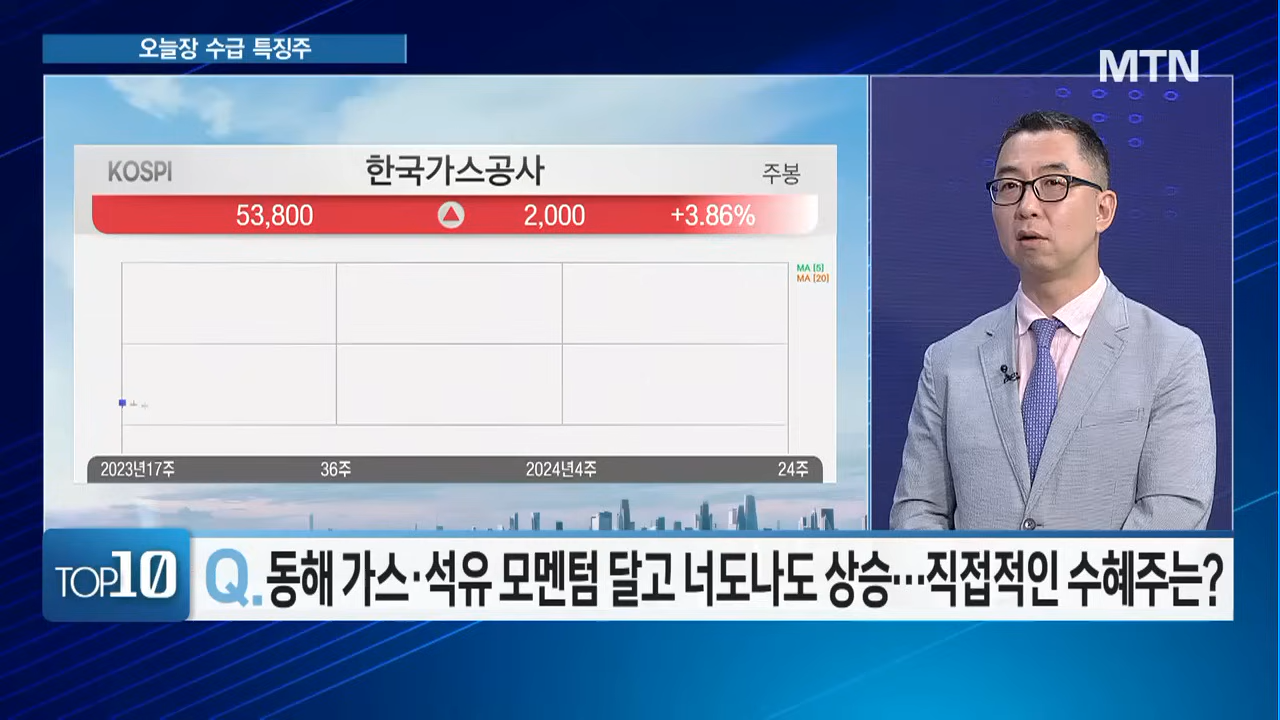 오늘장 수급 특징주
MTN
KOSPI 한국가스공사 주봉
53,800 2,000 +3.86%
MA [5]
MA [20]
2023년17주 36주 2024년4주 24주
TOP10 Q. 동해 가스·석유 모멘텀 달고 너도나도 상승…직접적인 수혜주는?